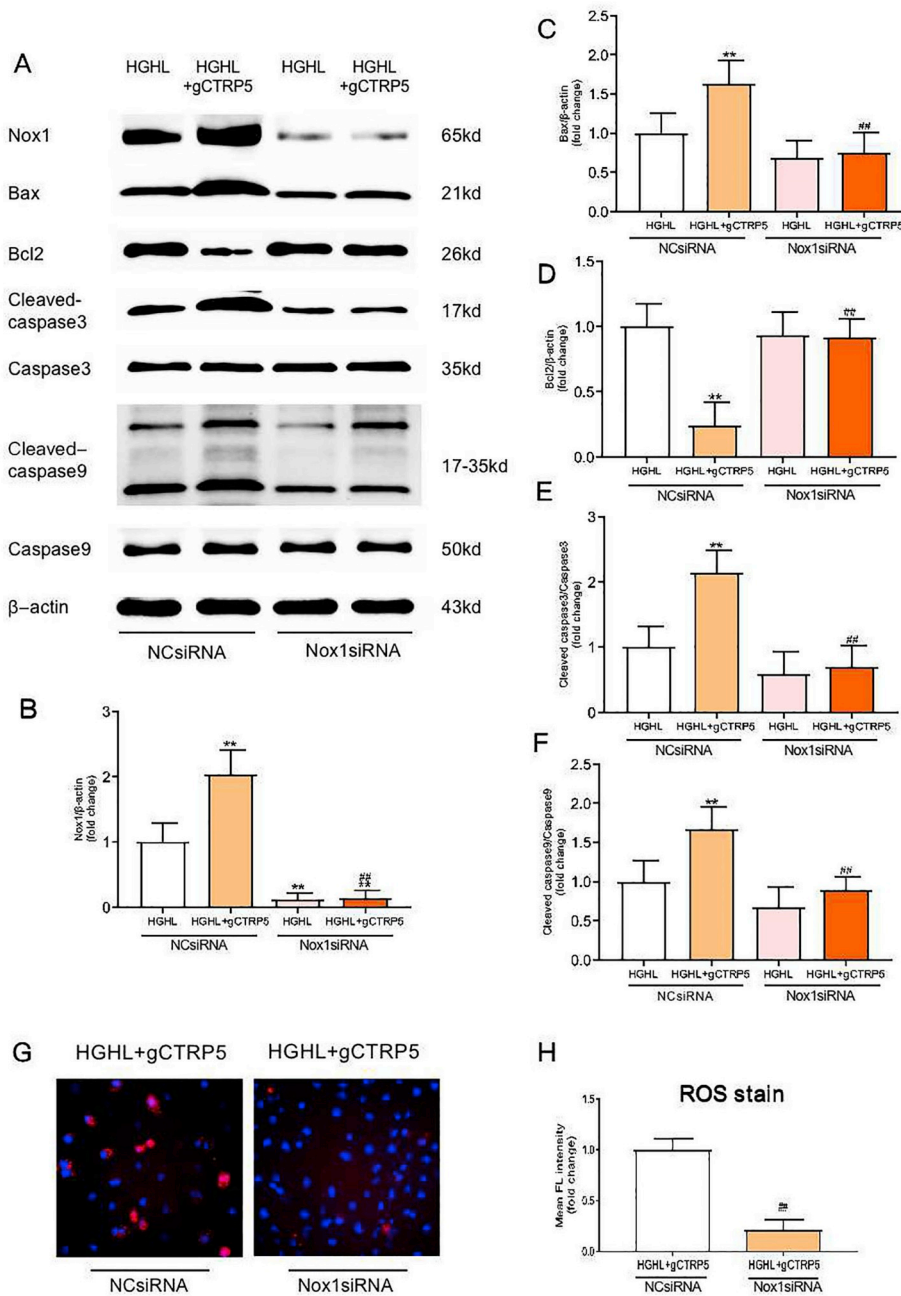 A
HGHL HGHL HGHL HGHL
+gCTRP5 +gCTRP5
Nox1 65kd
Bax 21kd
Bcl2 26kd
Cleaved-
caspase3 17kd
Caspase3 35kd
Cleaved–
caspase9 17-35kd
Caspase9 50kd
β–actin 43kd
NCsiRNA Nox1siRNA
B
Nox1/β-actin
(fold change)
3
2
1
0
**
**
##
**
HGHL HGHL+gCTRP5 HGHL HGHL+gCTRP5
NCsiRNA Nox1siRNA
C
Bax/β-actin
(fold change)
2.0
1.5
1.0
0.5
0.0
**
##
HGHL HGHL+gCTRP5 HGHL HGHL+gCTRP5
NCsiRNA Nox1siRNA
D
Bcl2/β-actin
(fold change)
1.5
1.0
0.5
0.0
**
##
HGHL HGHL+gCTRP5 HGHL HGHL+gCTRP5
NCsiRNA Nox1siRNA
E
Cleaved caspase3/Caspase3
(fold change)
3
2
1
0
**
##
HGHL HGHL+gCTRP5 HGHL HGHL+gCTRP5
NCsiRNA Nox1siRNA
F
Cleaved caspase9/Caspase9
(fold change)
2.5
2.0
1.5
1.0
0.5
0.0
**
##
HGHL HGHL+gCTRP5 HGHL HGHL+gCTRP5
NCsiRNA Nox1siRNA
G
HGHL+gCTRP5 HGHL+gCTRP5
NCsiRNA Nox1siRNA
H
ROS stain
Mean FL intensity
(fold change)
1.5
1.0
0.5
0.0
##
HGHL+gCTRP5 HGHL+gCTRP5
NCsiRNA Nox1siRNA